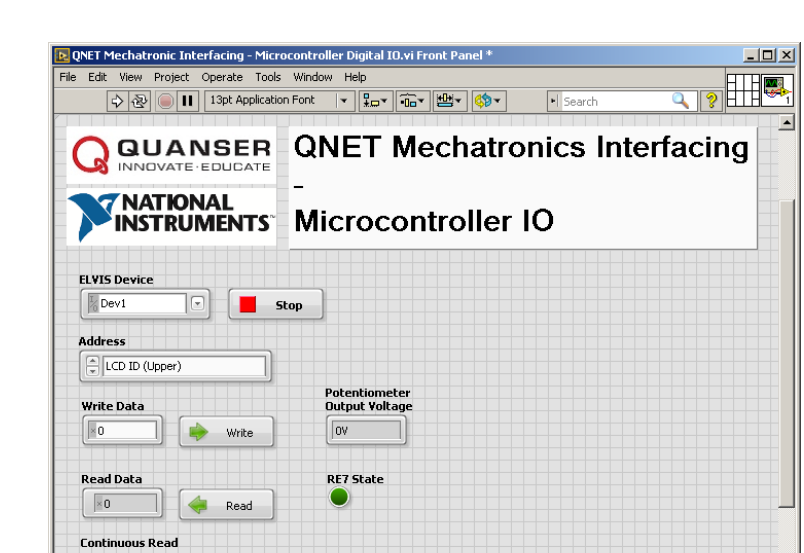 QNET Mechatronic Interfacing - Microcontroller Digital IO.vi Front Panel *
File Edit View Project Operate Tools Window Help
13pt Application Font
Search
?
1
QUANSER
INNOVATE·EDUCATE
NATIONAL
INSTRUMENTS
QNET Mechatronics Interfacing
-
Microcontroller IO
ELVIS Device
Dev1
Stop
Address
LCD ID (Upper)
Write Data
0
Write
Potentiometer
Output Voltage
0V
Read Data
0
Read
RE7 State
Continuous Read